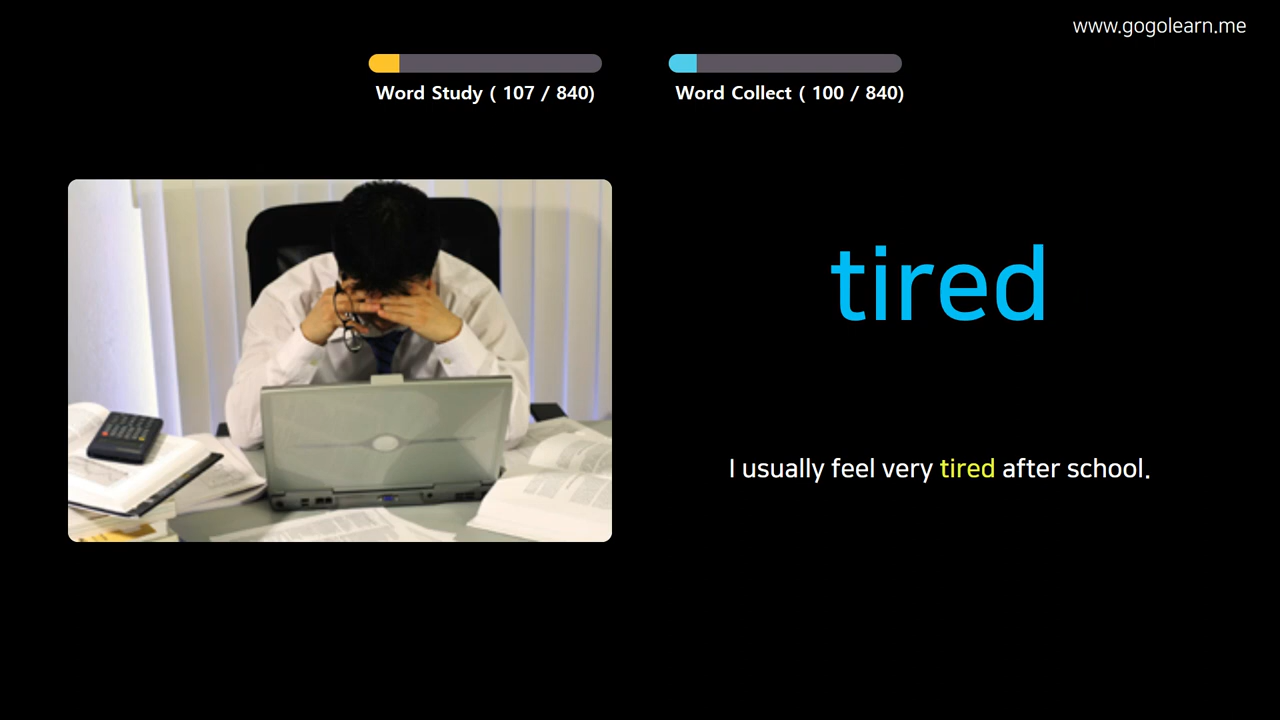 www.gogolearn.me
Word Study ( 107 / 840)
Word Collect ( 100 / 840)
tired
I usually feel very tired after school.